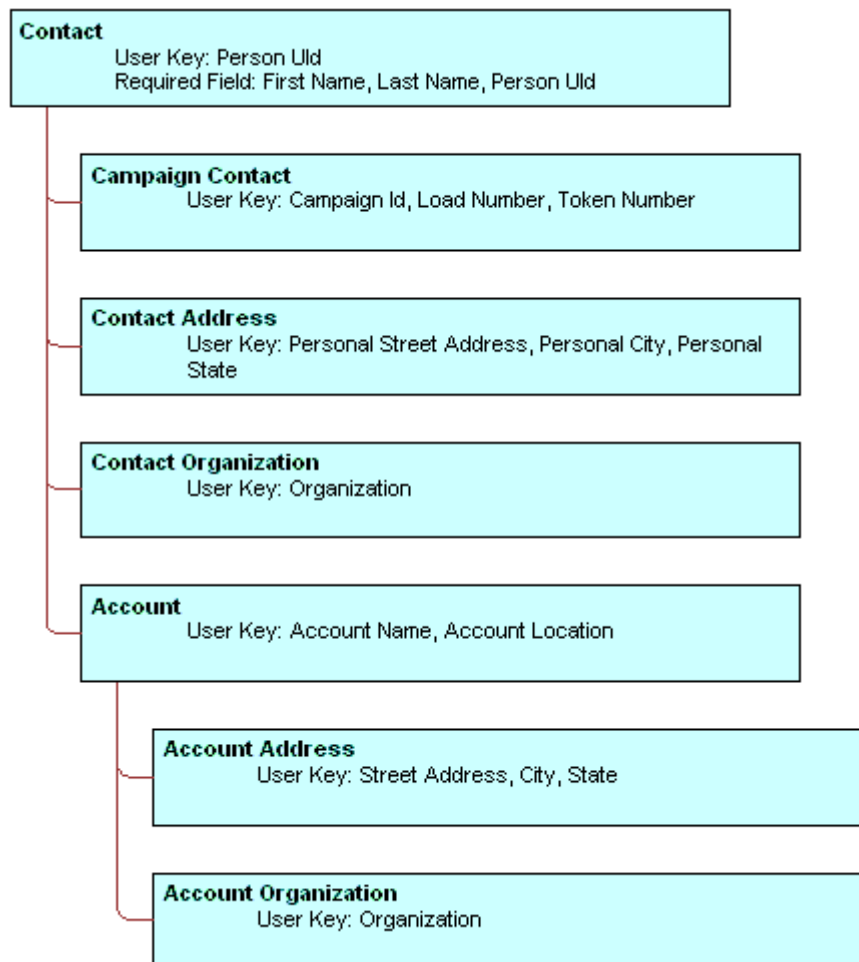 Contact
User Key: Person UId
Required Field: First Name, Last Name, Person UId
Campaign Contact
User Key: Campaign Id, Load Number, Token Number
Contact Address
User Key: Personal Street Address, Personal City, Personal
State
Contact Organization
User Key: Organization
Account
User Key: Account Name, Account Location
Account Address
User Key: Street Address, City, State
Account Organization
User Key: Organization